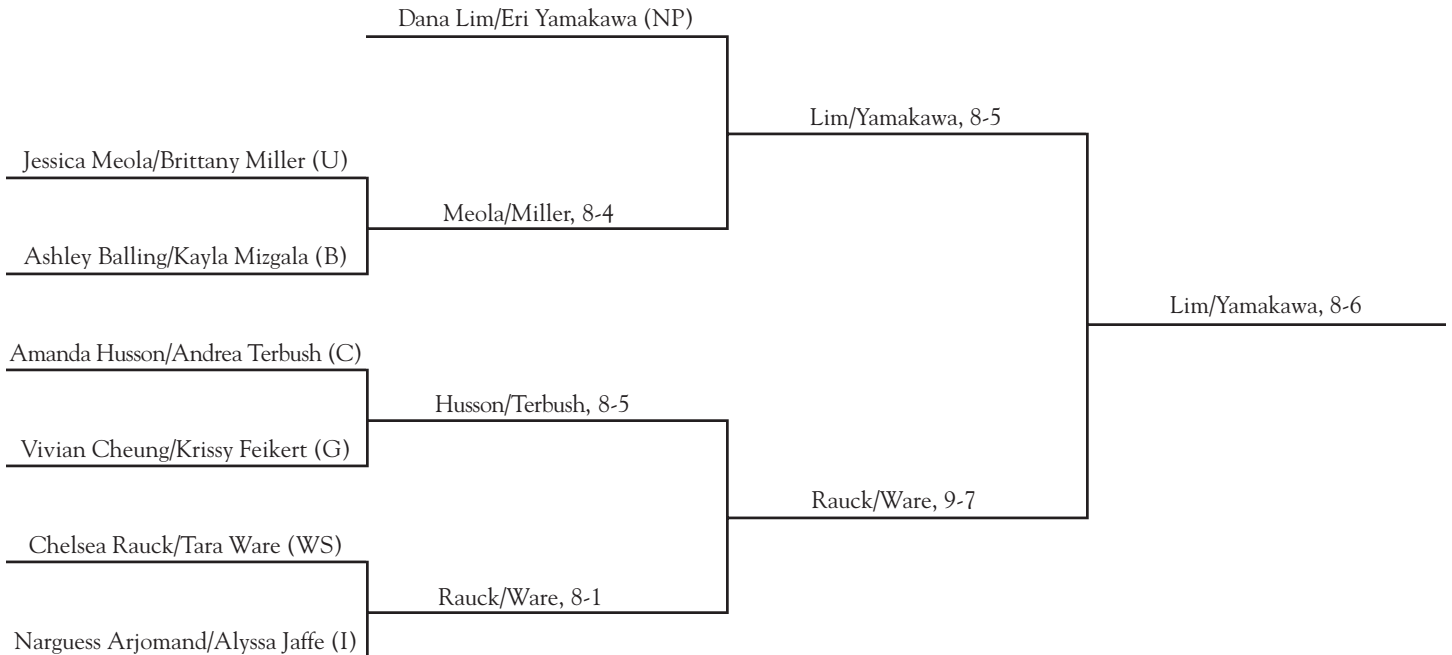 Dana Lim/Eri Yamakawa (NP)
Lim/Yamakawa, 8-5
Jessica Meola/Brittany Miller (U)
Meola/Miller, 8-4
Ashley Balling/Kayla Mizgala (B)
Lim/Yamakawa, 8-6
Amanda Husson/Andrea Terbush (C)
Husson/Terbush, 8-5
Vivian Cheung/Krissy Feikert (G)
Rauck/Ware, 9-7
Chelsea Rauck/Tara Ware (WS)
Rauck/Ware, 8-1
Narguess Arjomand/Alyssa Jaffe (I)